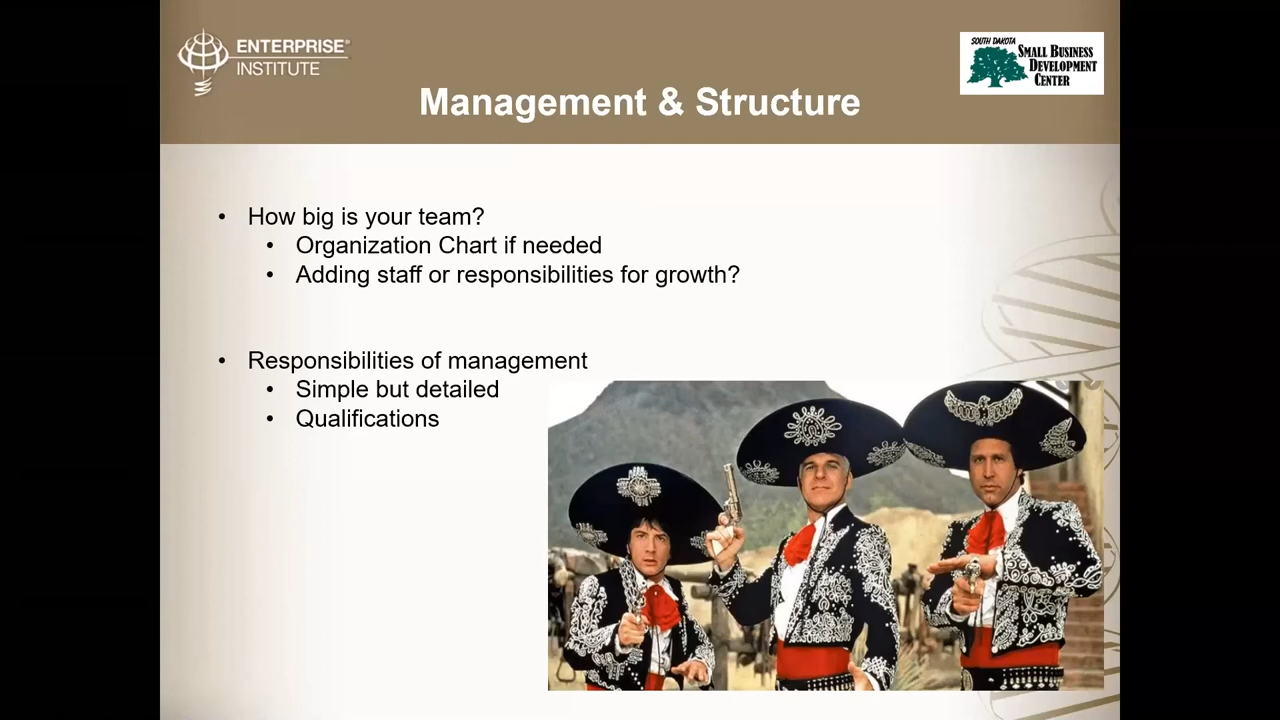 ENTERPRISE®
INSTITUTE
SOUTH DAKOTA
SMALL BUSINESS
DEVELOPMENT
CENTER
Management & Structure
• How big is your team?
• Organization Chart if needed
• Adding staff or responsibilities for growth?
• Responsibilities of management
• Simple but detailed
• Qualifications